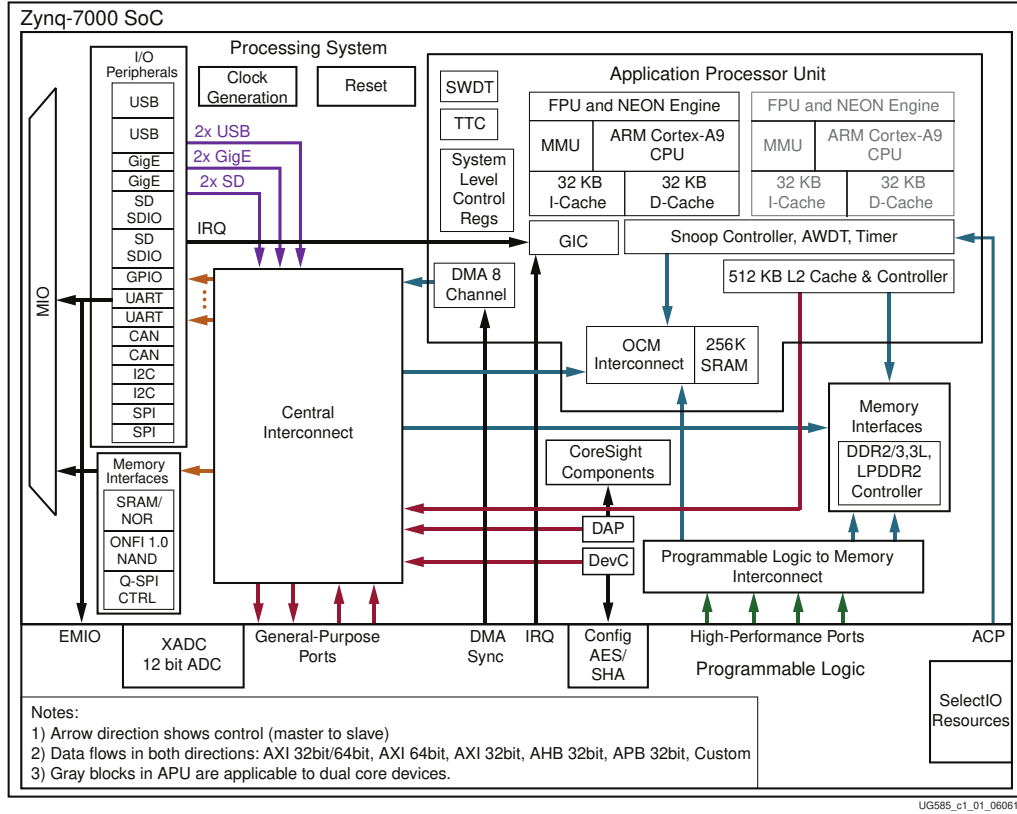 Zynq-7000 SoC
Processing System
I/O
Peripherals
USB
USB
GigE
GigE
SD
SDIO
SD
SDIO
GPIO
UART
UART
CAN
CAN
I2C
I2C
SPI
SPI
MIO
Clock
Generation
Reset
2x USB
2x GigE
2x SD
IRQ
Application Processor Unit
SWDT
TTC
System
Level
Control
Regs
FPU and NEON Engine
MMU
ARM Cortex-A9
CPU
32 KB
I-Cache
32 KB
D-Cache
FPU and NEON Engine
MMU
ARM Cortex-A9
CPU
32 KB
I-Cache
32 KB
D-Cache
GIC
Snoop Controller, AWDT, Timer
DMA 8
Channel
512 KB L2 Cache & Controller
OCM
Interconnect
256K
SRAM
Central
Interconnect
Memory
Interfaces
DDR2/3,3L,
LPDDR2
Controller
CoreSight
Components
DAP
DevC
Programmable Logic to Memory
Interconnect
Memory
Interfaces
SRAM/
NOR
ONFI 1.0
NAND
Q-SPI
CTRL
EMIO
XADC
12 bit ADC
General-Purpose
Ports
DMA
Sync
IRQ
Config
AES/
SHA
High-Performance Ports
ACP
Programmable Logic
SelectIO
Resources
Notes:
1) Arrow direction shows control (master to slave)
2) Data flows in both directions: AXI 32bit/64bit, AXI 64bit, AXI 32bit, AHB 32bit, APB 32bit, Custom
3) Gray blocks in APU are applicable to dual core devices.
UG585_c1_01_06061